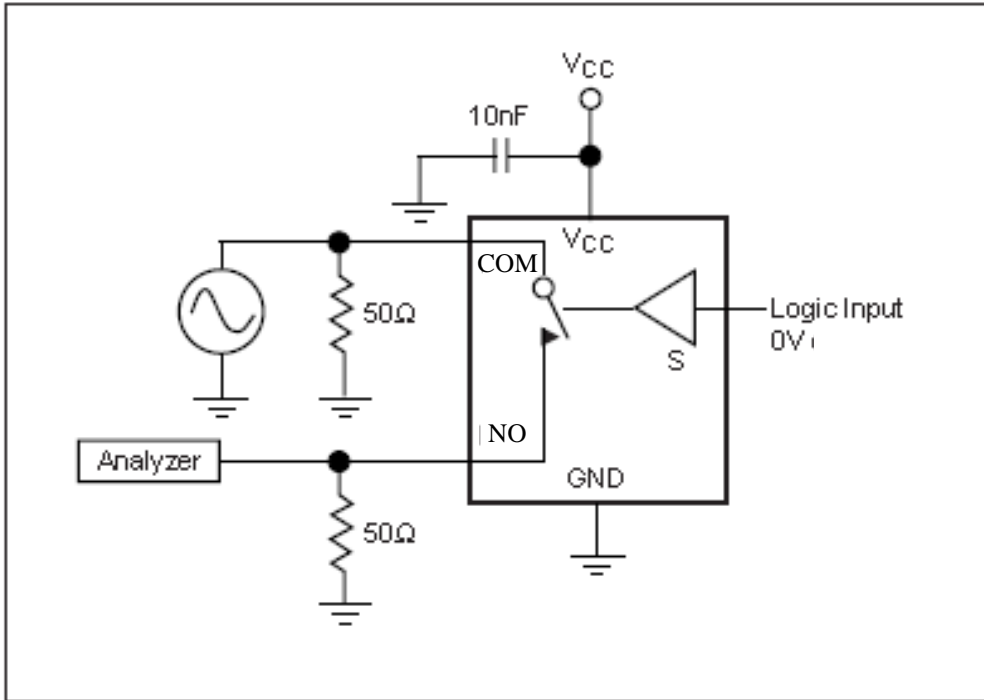 VCC
10nF
VCC
COM
50Ω
Logic Input
0V
S
NO
Analyzer
GND
50Ω